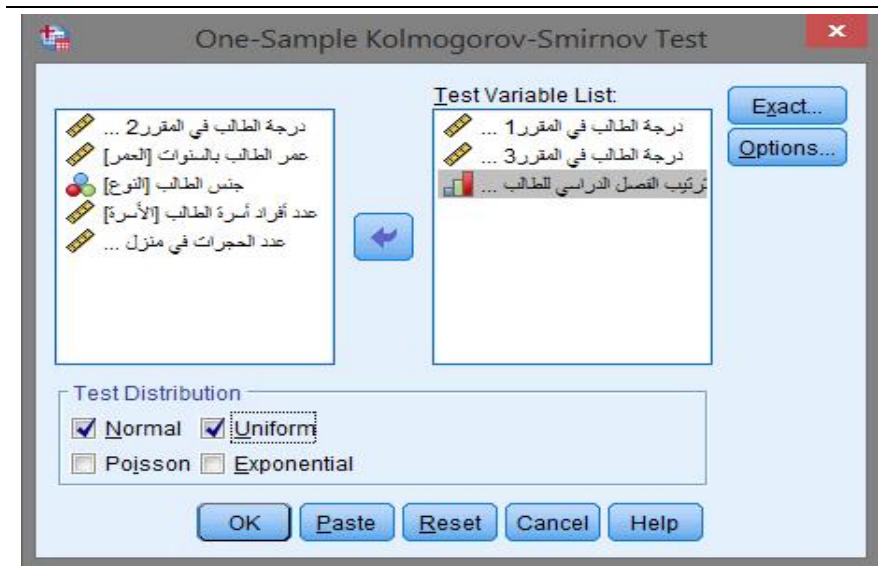 One-Sample Kolmogorov-Smirnov Test
درجة الطالب في المقرر2 ...
عمر الطالب بالسنوات [العمر]
جنس الطالب [النوع]
عدد أفراد أسرة الطالب [الأسرة]
عدد الحجرات في منزل ...
Test Variable List:
درجة الطالب في المقرر1 ...
درجة الطالب في المقرر3 ...
ترتيب الفصل الدراسي للطالب ...
Exact...
Options...
Test Distribution
Normal Uniform
Poisson Exponential
OK Paste Reset Cancel Help